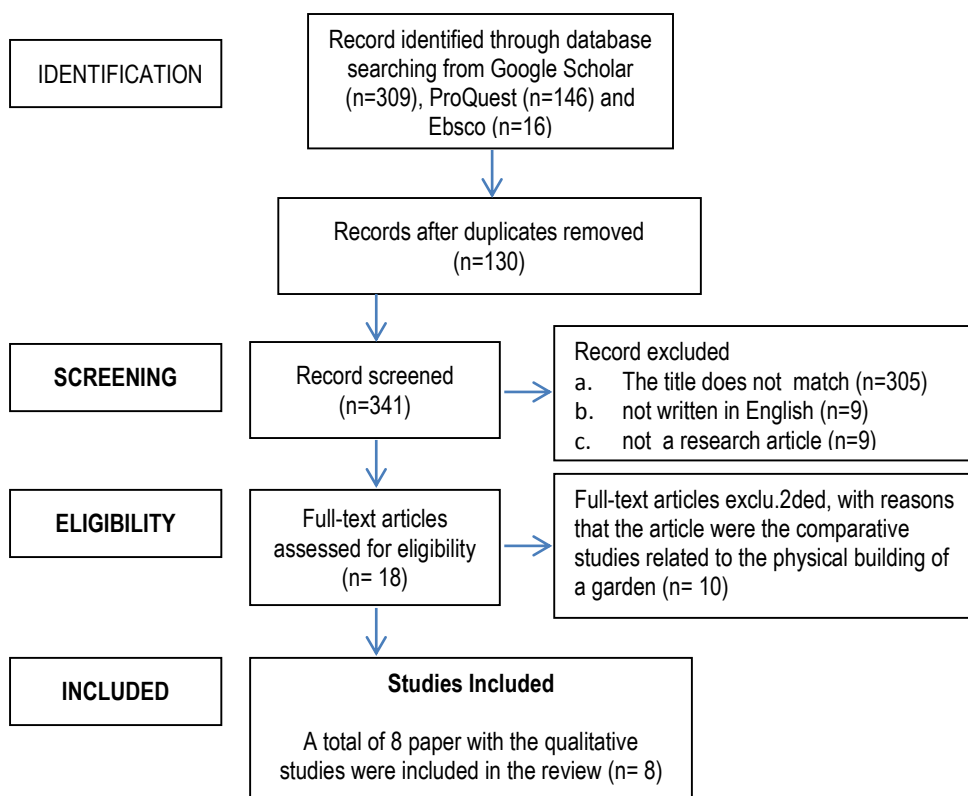 IDENTIFICATION
Record identified through database
searching from Google Scholar
(n=309), ProQuest (n=146) and
Ebsco (n=16)
Records after duplicates removed
(n=130)
SCREENING
Record screened
(n=341)
Record excluded
a. The title does not match (n=305)
b. not written in English (n=9)
c. not a research article (n=9)
ELIGIBILITY
Full-text articles
assessed for eligibility
(n= 18)
Full-text articles exclu.2ded, with reasons
that the article were the comparative
studies related to the physical building of
a garden (n= 10)
INCLUDED
Studies Included
A total of 8 paper with the qualitative
studies were included in the review (n= 8)